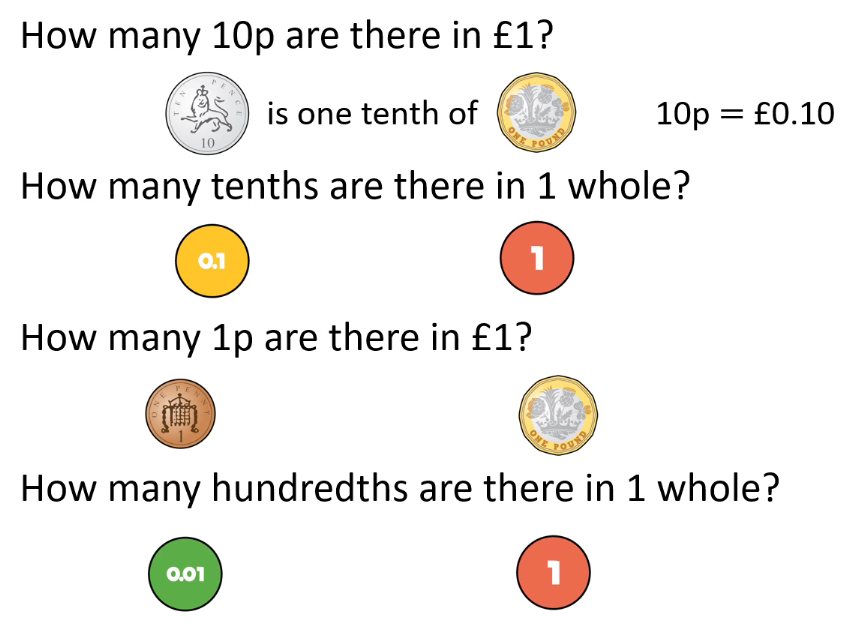 How many 10p are there in £1?
TEN PENCE 10 is one tenth of ONE POUND 10p = £0.10
How many tenths are there in 1 whole?
0.1 1
How many 1p are there in £1?
ONE PENNY 1 ONE POUND
How many hundredths are there in 1 whole?
0.01 1